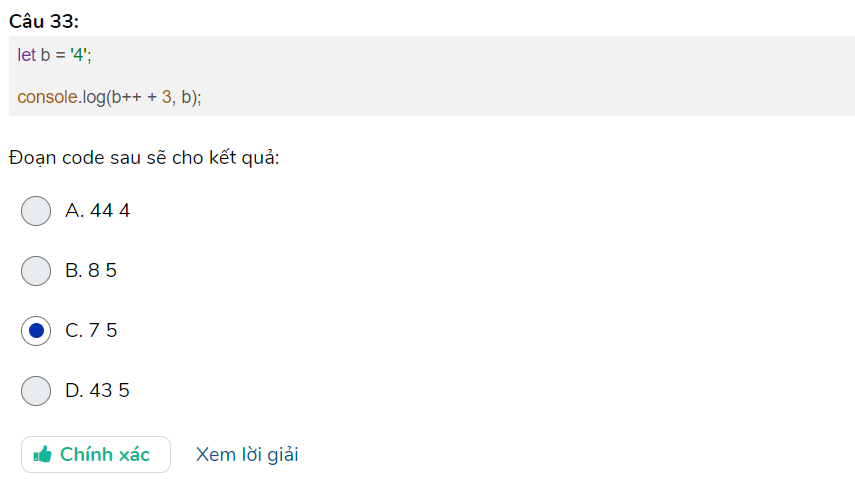 Câu 33:
let b = '4';
console.log(b++ + 3, b);
Đoạn code sau sẽ cho kết quả:
A. 44 4
B. 8 5
C. 7 5
D. 43 5
Chính xác Xem lời giải